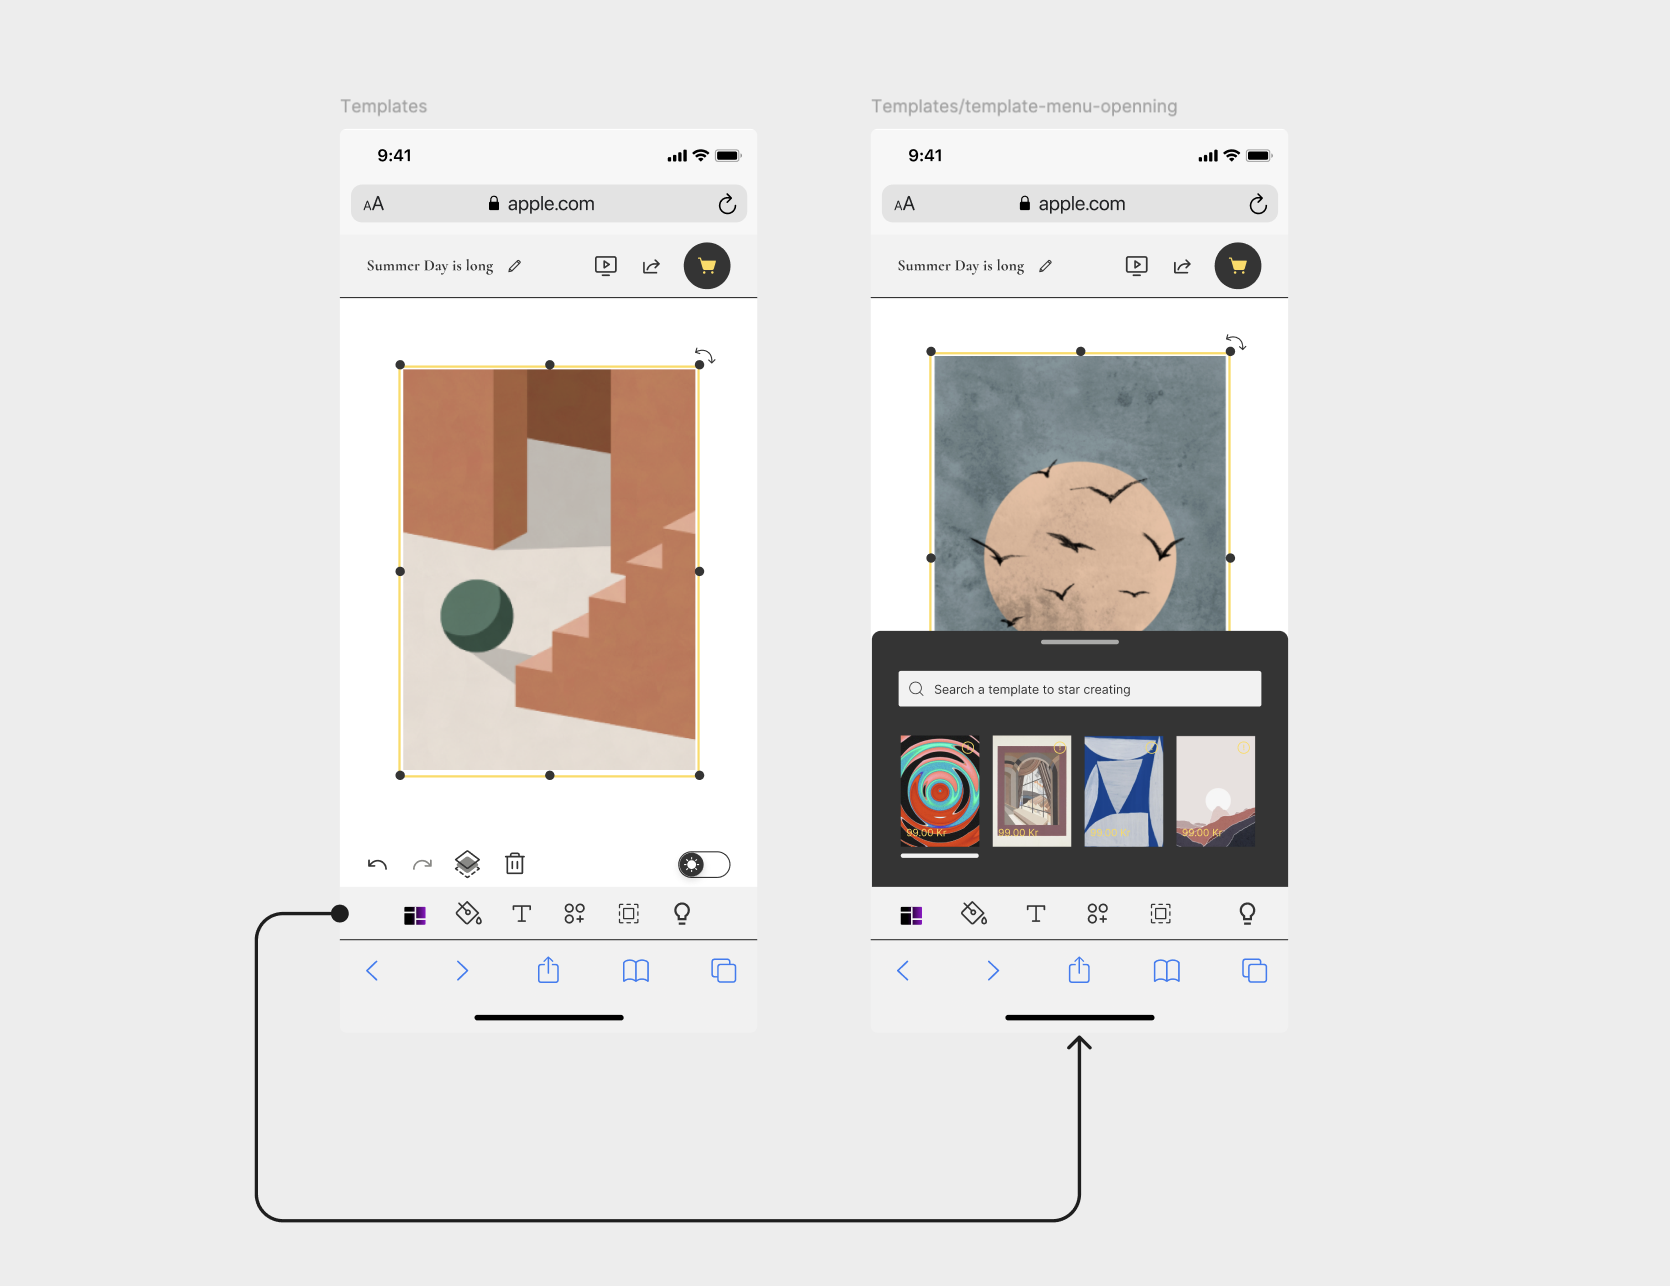 Templates
9:41
AA
apple.com
Summer Day is long
T
Templates/template-menu-openning
9:41
AA
apple.com
Summer Day is long
Search a template to star creating
99.00 Kr
99.00 Kr
99.00 Kr
99.00 Kr
T